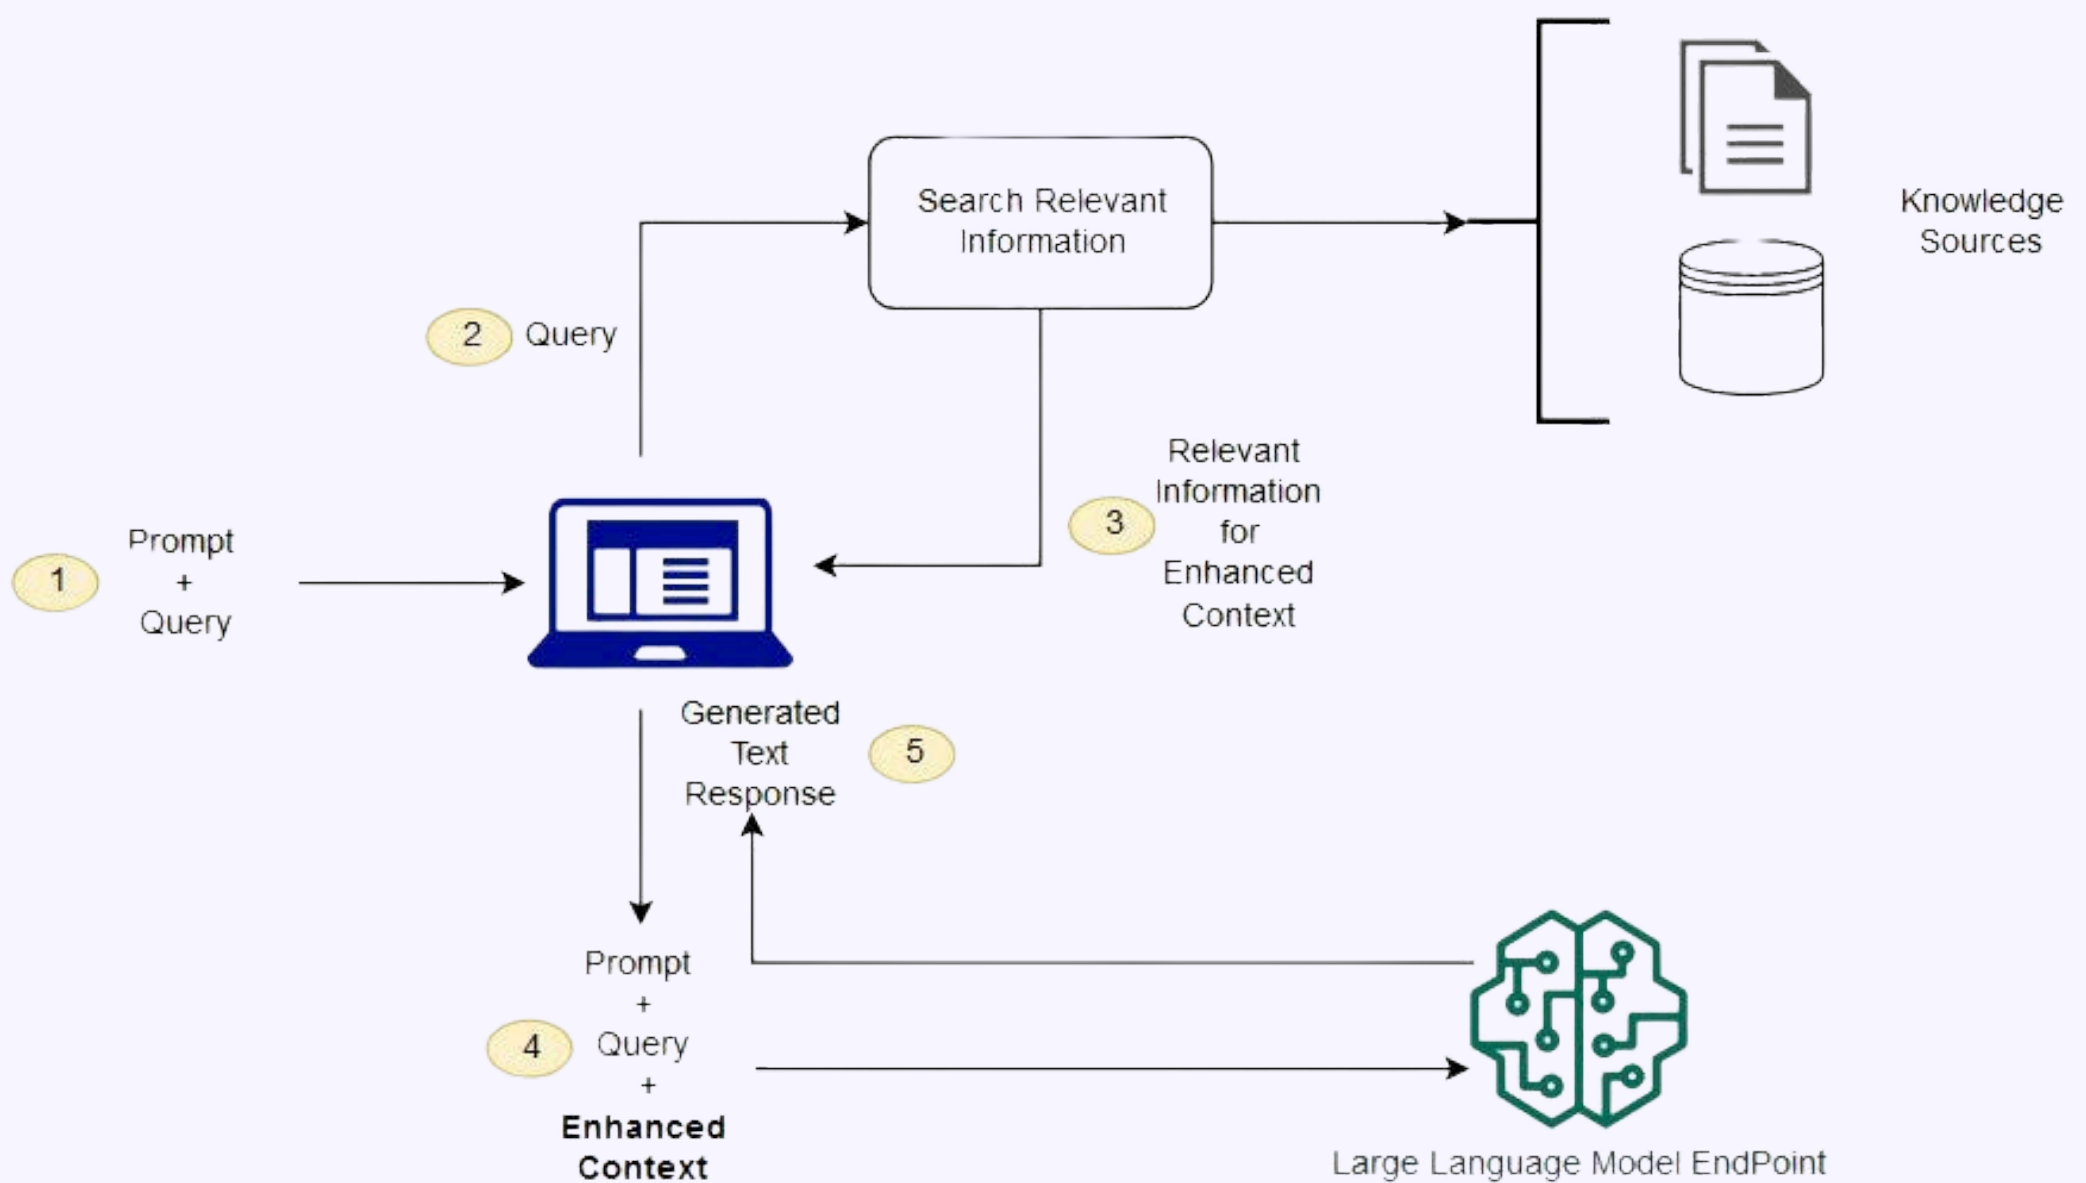 1
Prompt
+
Query
2
Query
Search Relevant
Information
Knowledge
Sources
3
Relevant
Information
for
Enhanced
Context
4
Prompt
+
Query
+
Enhanced
Context
Large Language Model EndPoint
5
Generated
Text
Response